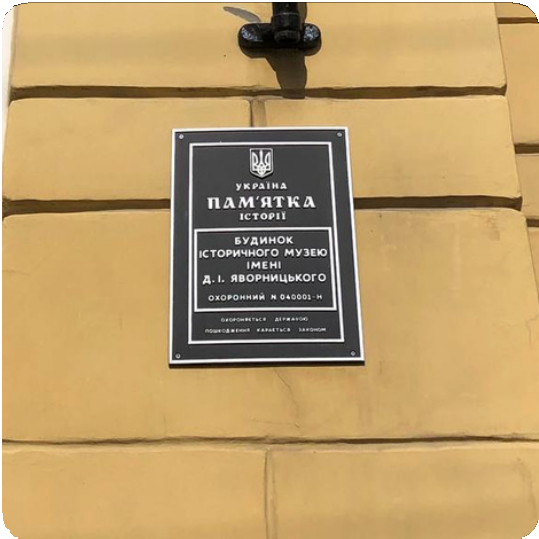 УКРАЇНА
ПАМ'ЯТКА
ІСТОРІЇ
БУДИНОК
ІСТОРИЧНОГО МУЗЕЮ
ІМЕНІ
Д. І. ЯВОРНИЦЬКОГО
ОХОРОННИЙ N 040001-Н
ОХОРОНЯЄТЬСЯ ДЕРЖАВОЮ
ПОШКОДЖЕННЯ КАРАЄТЬСЯ ЗАКОНОМ